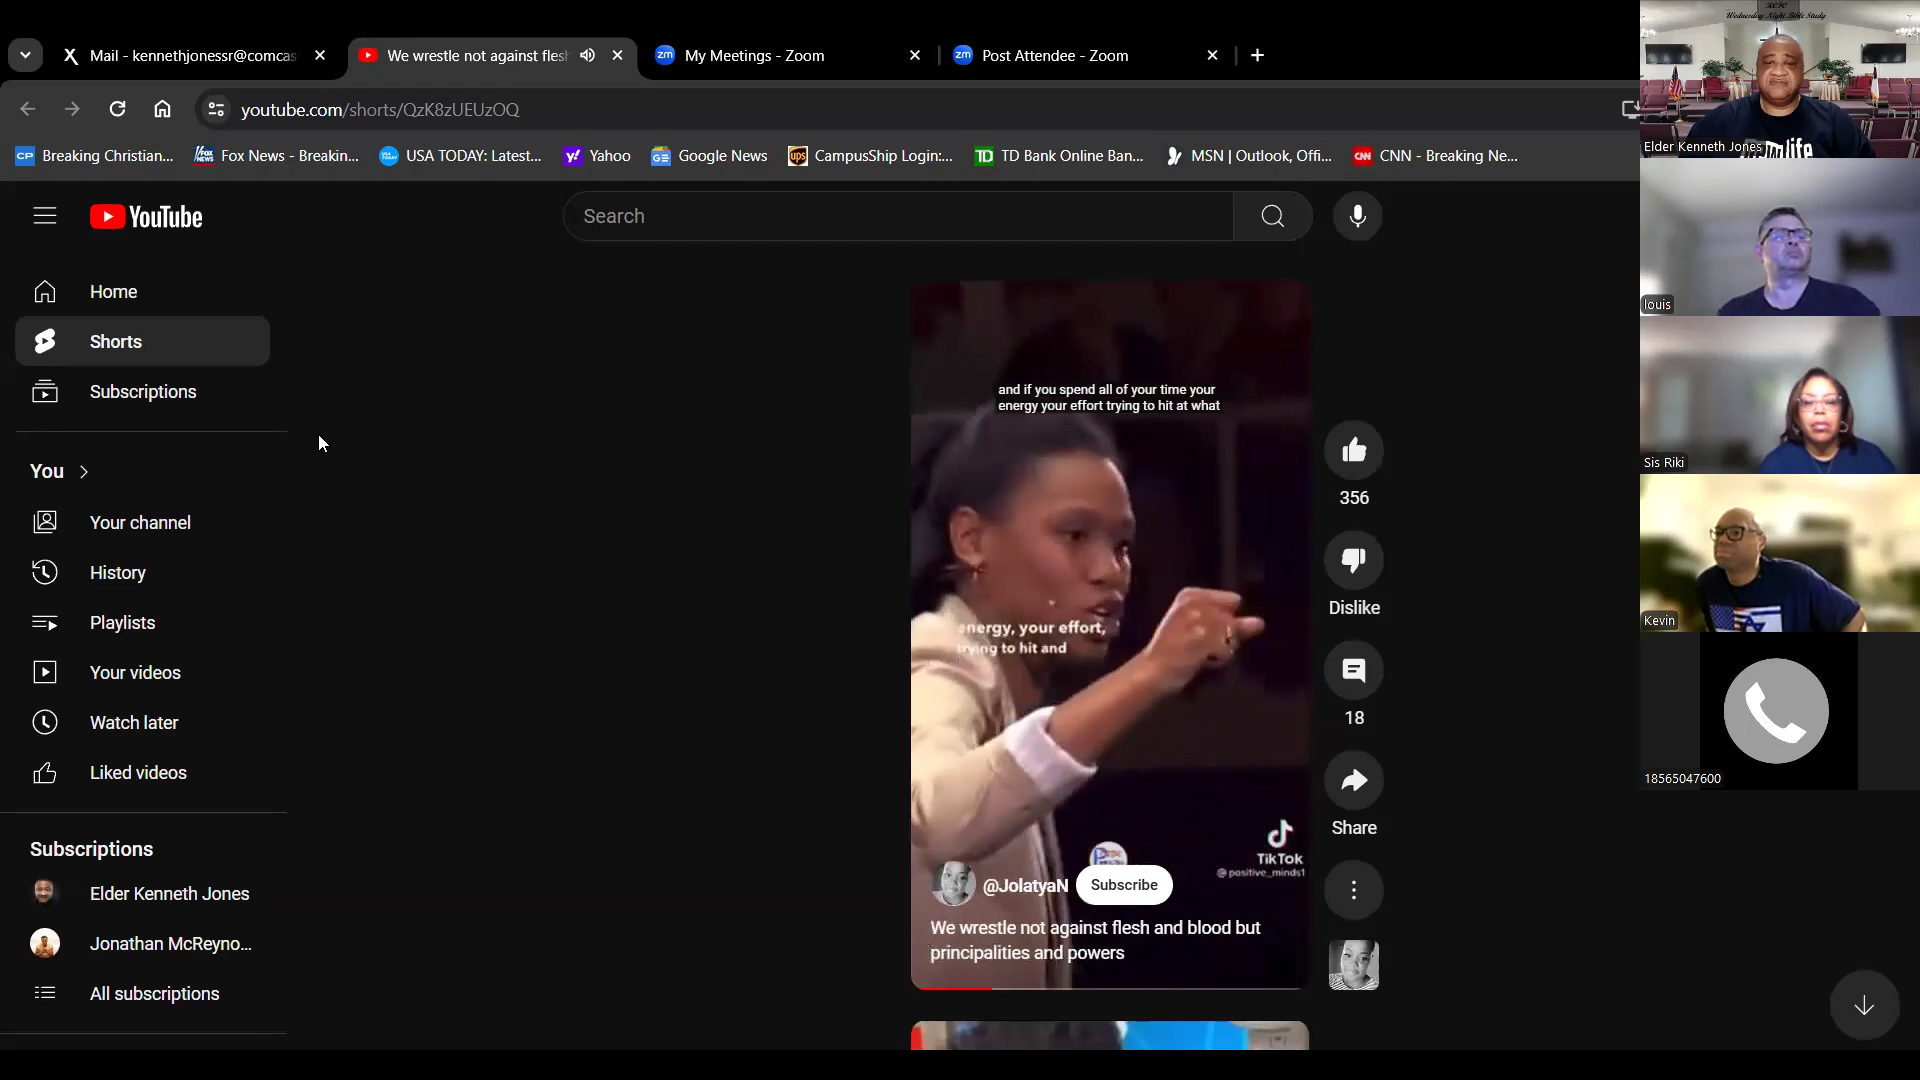 Mail - kennethjonessr@comcas
We wrestle not against flesh
My Meetings - Zoom
Post Attendee - Zoom
youtube.com/shorts/QzK8zUEUzOQ
Breaking Christian...
Fox News - Breakin...
USA TODAY: Latest...
Yahoo
Google News
CampusShip Login:...
TD Bank Online Ban...
MSN | Outlook, Offi...
CNN - Breaking Ne...
YouTube
Search
Home
Shorts
Subscriptions
You
Your channel
History
Playlists
Your videos
Watch later
Liked videos
Subscriptions
Elder Kenneth Jones
Jonathan McReyno...
All subscriptions
and if you spend all of your time your
energy your effort trying to hit at what
energy, your effort,
trying to hit and
TikTok
@positive_minds1
@JolatyaN
Subscribe
We wrestle not against flesh and blood but
principalities and powers
356
Dislike
18
Share
Wednesday Night Bible Study
Elder Kenneth Jones
life
louis
Sis Riki
Kevin
18565047600